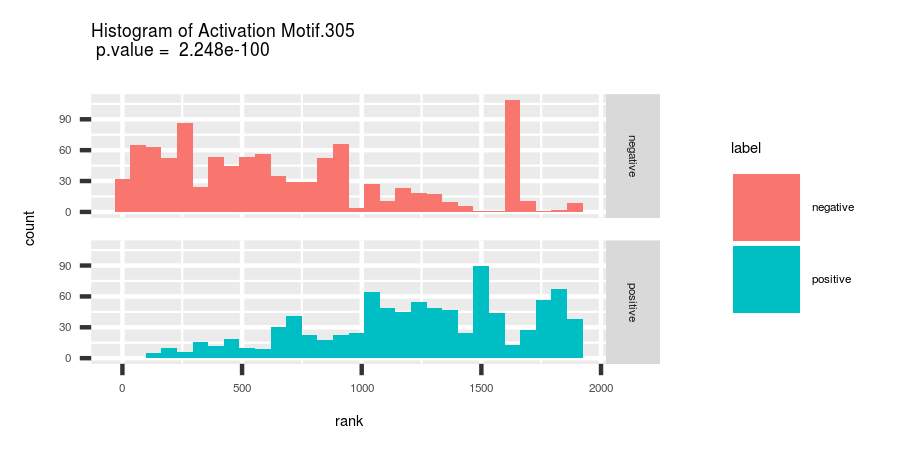 Histogram of Activation Motif.305
p.value = 2.248e-100
count
90
60
30
0
negative
90
60
30
0
positive
0 500 1000 1500 2000
rank
label
negative
positive